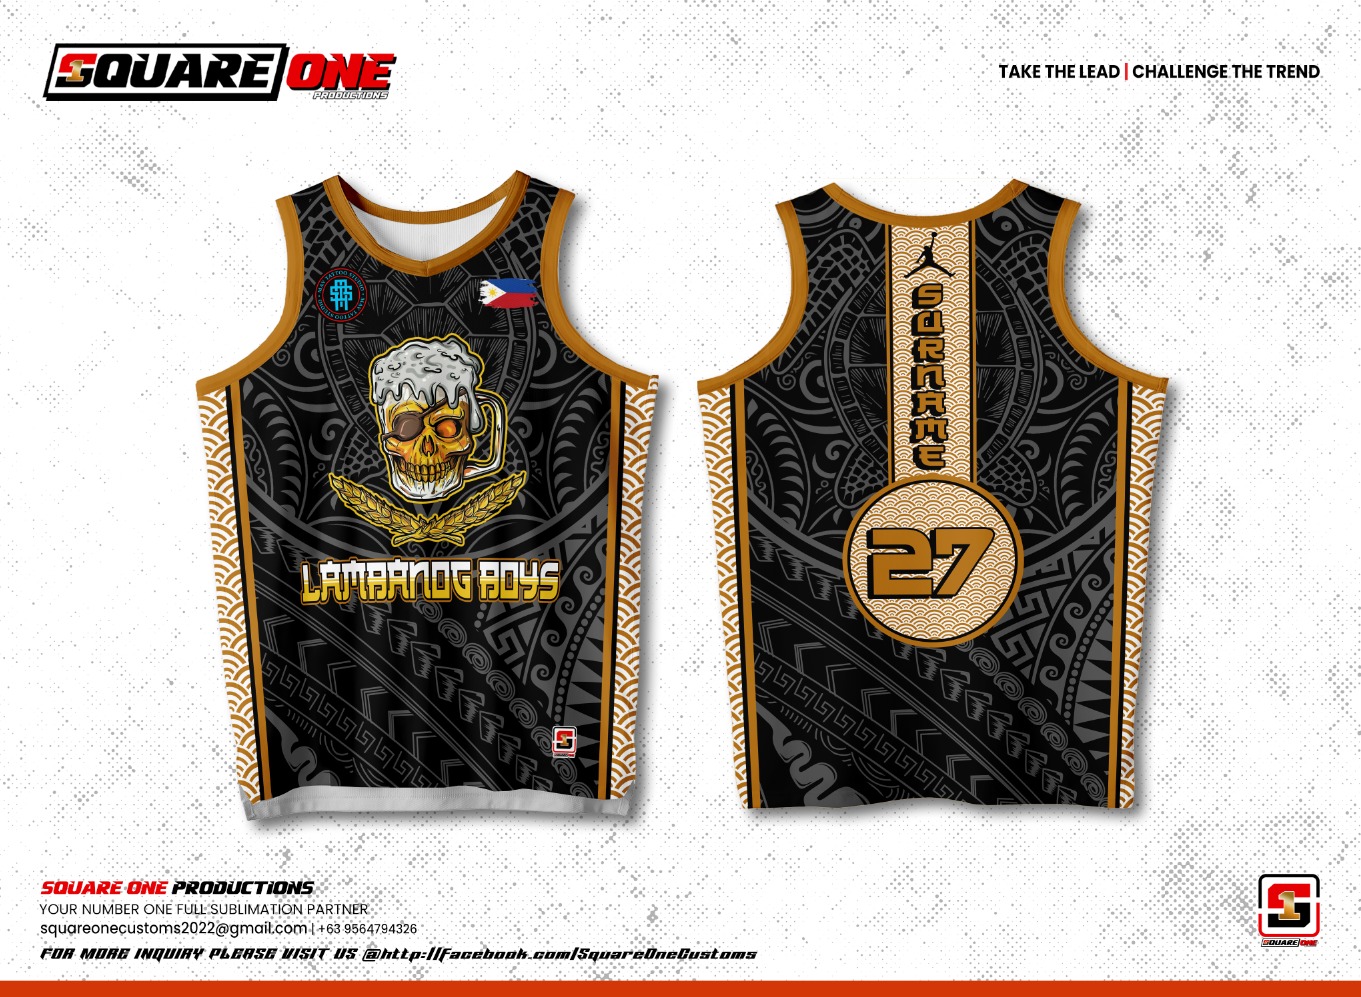 SQUARE ONE
PRODUCTIONS
TAKE THE LEAD | CHALLENGE THE TREND
LAMBANOG BOYS
SURNAME
27
SQUARE ONE PRODUCTIONS
YOUR NUMBER ONE FULL SUBLIMATION PARTNER
squareonecustoms2022@gmail.com | +63 9564794326
FOR MORE INQUIRY PLEASE VISIT US @http://facebook.com/SquareOneCustoms
SQUARE ONE